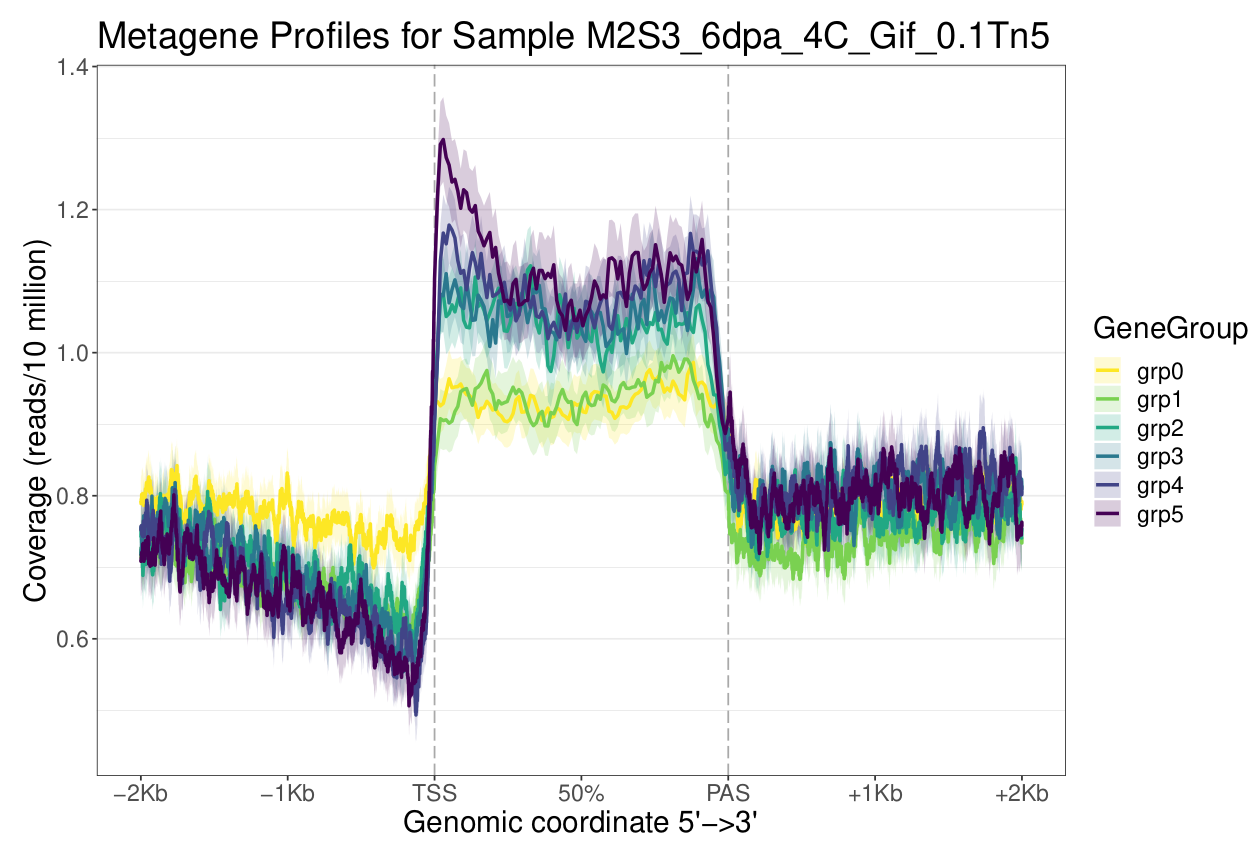 Metagene Profiles for Sample M2S3_6dpa_4C_Gif_0.1Tn5
Coverage (reads/10 million)
1.4
1.2
1.0
0.8
0.6
−2Kb
−1Kb
TSS
50%
PAS
+1Kb
+2Kb
Genomic coordinate 5'−>3'
GeneGroup
grp0
grp1
grp2
grp3
grp4
grp5